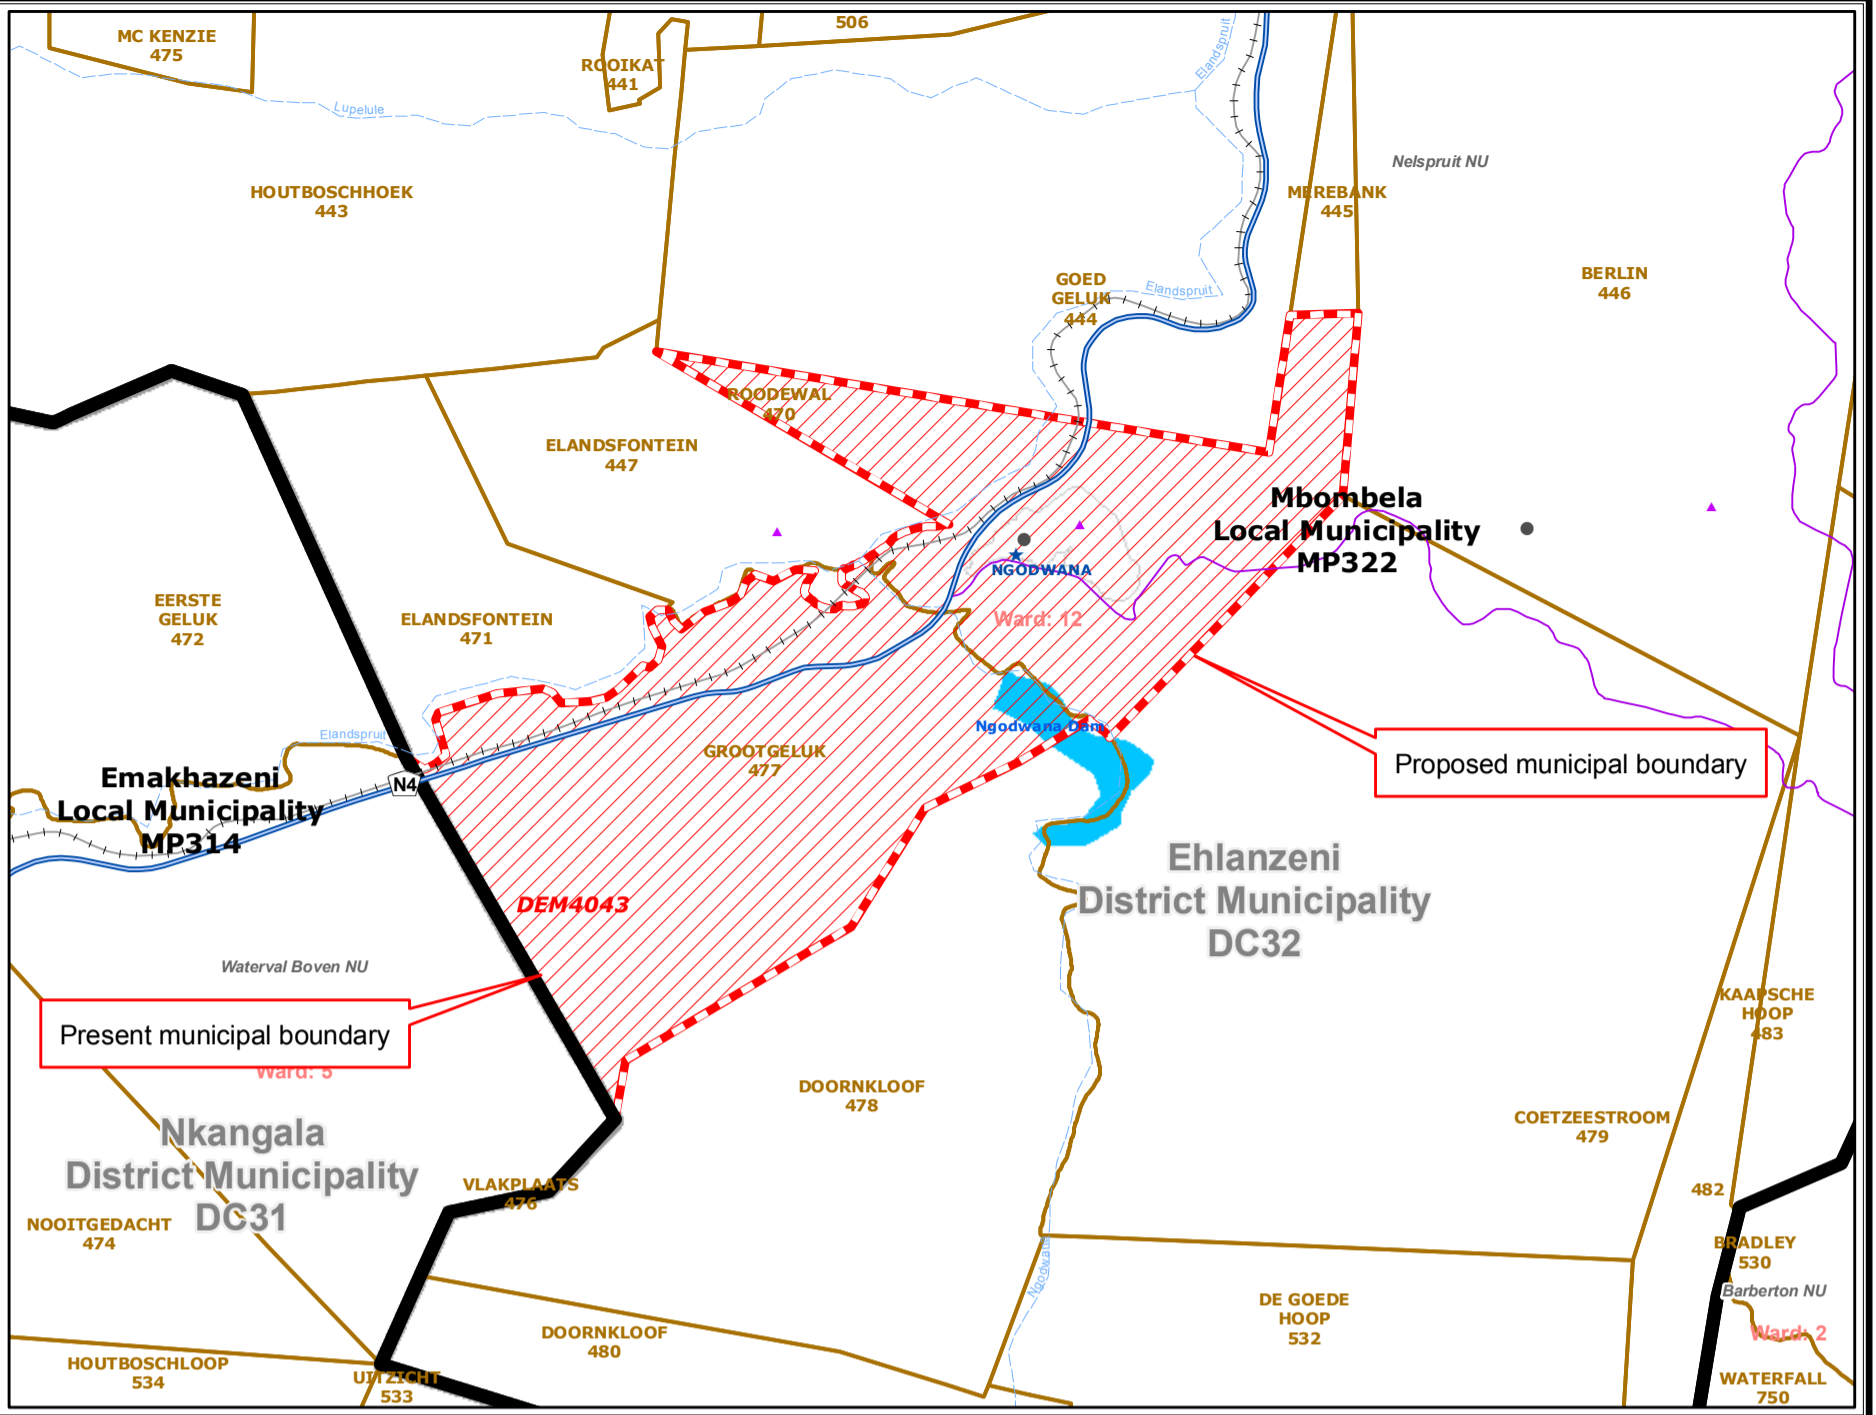 506
MC KENZIE
475
ROOIKAT
441
Elandspruit
Lupelule
Nelspruit NU
HOUTBOSCHHOEK
443
MEREBANK
445
GOED
GELUK
444
Elandspruit
BERLIN
446
ROODEWAL
470
ELANDSFONTEIN
447
Mbombela
Local Municipality
MP322
NGODWANA
EERSTE
GELUK
472
ELANDSFONTEIN
471
Ward: 12
Ngodwana Dam
Elandspruit
GROOTGELUK
477
Proposed municipal boundary
Emakhazeni
Local Municipality
MP314
N4
Ehlanzeni
District Municipality
DC32
DEM4043
Waterval Boven NU
KAAPSCHE
HOOP
483
Present municipal boundary
Ward: 5
DOORNKLOOF
478
COETZEESTROOM
479
Nkangala
District Municipality
DC31
VLAKPLAATS
476
482
NOOITGEDACHT
474
BRADLEY
530
Barberton NU
Ngodwana
DE GOEDE
HOOP
532
DOORNKLOOF
480
Ward: 2
HOUTBOSCHLOOP
534
UITZICHT
533
WATERFALL
750